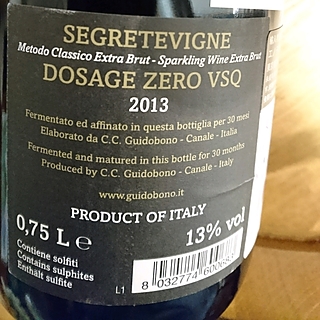 SEGRETEVIGNE
Metodo Classico Extra Brut - Sparkling Wine Extra Brut
DOSAGE ZERO VSQ
2013
Fermentato ed affinato in questa bottiglia per 30 mesi
Elaborato da C.C. Guidobono - Canale - Italia
Fermented and matured in this bottle for 30 months
Produced by C.C. Guidobono - Canale - Italy
www.guidobono.it
PRODUCT OF ITALY
0,75 L e 13% vol
Contiene solfiti
Contains sulphites
Enthält sulfite
L1
8 032774 600683